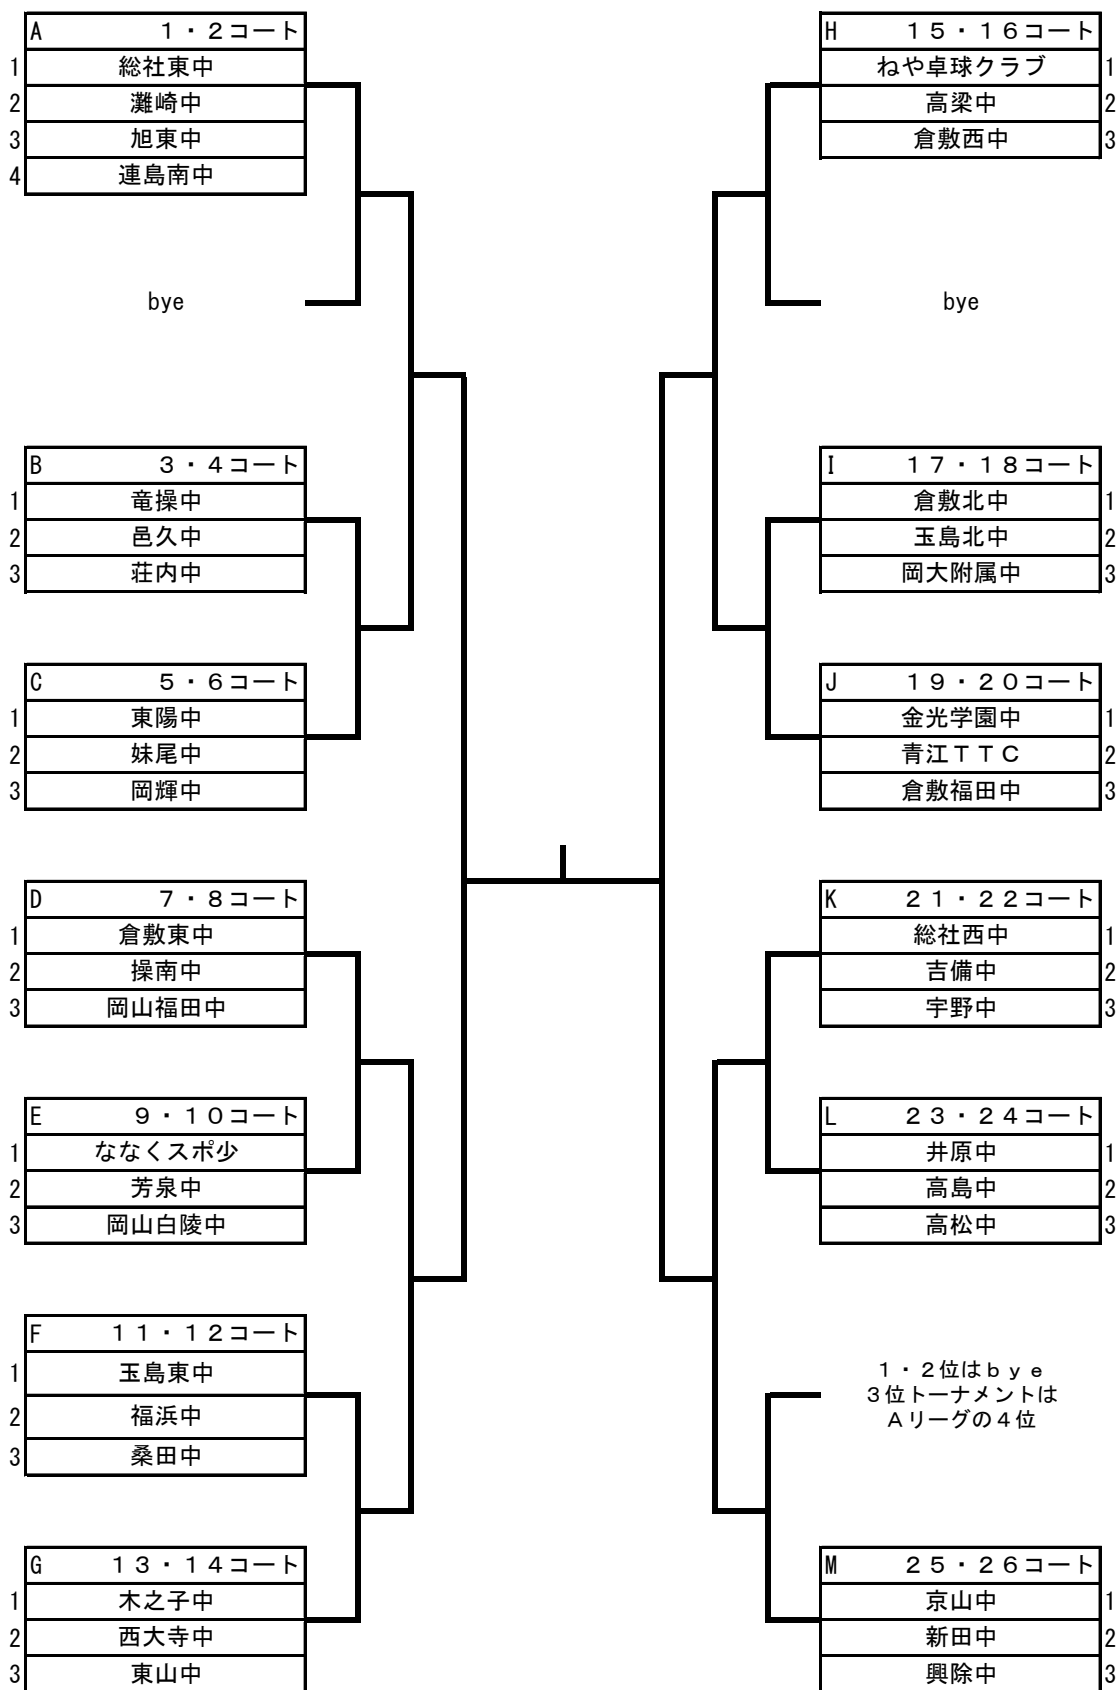 A 1・2コート
1 総社東中
2 灘崎中
3 旭東中
4 連島南中
bye
B 3・4コート
1 竜操中
2 邑久中
3 荘内中
C 5・6コート
1 東陽中
2 妹尾中
3 岡輝中
D 7・8コート
1 倉敷東中
2 操南中
3 岡山福田中
E 9・10コート
1 ななくスポ少
2 芳泉中
3 岡山白陵中
F 11・12コート
1 玉島東中
2 福浜中
3 桑田中
G 13・14コート
1 木之子中
2 西大寺中
3 東山中
H 15・16コート
ねや卓球クラブ 1
高梁中 2
倉敷西中 3
bye
I 17・18コート
倉敷北中 1
玉島北中 2
岡大附属中 3
J 19・20コート
金光学園中 1
青江TTC 2
倉敷福田中 3
K 21・22コート
総社西中 1
吉備中 2
宇野中 3
L 23・24コート
井原中 1
高島中 2
高松中 3
1・2位はbye
3位トーナメントは
Aリーグの4位
M 25・26コート
京山中 1
新田中 2
興除中 3